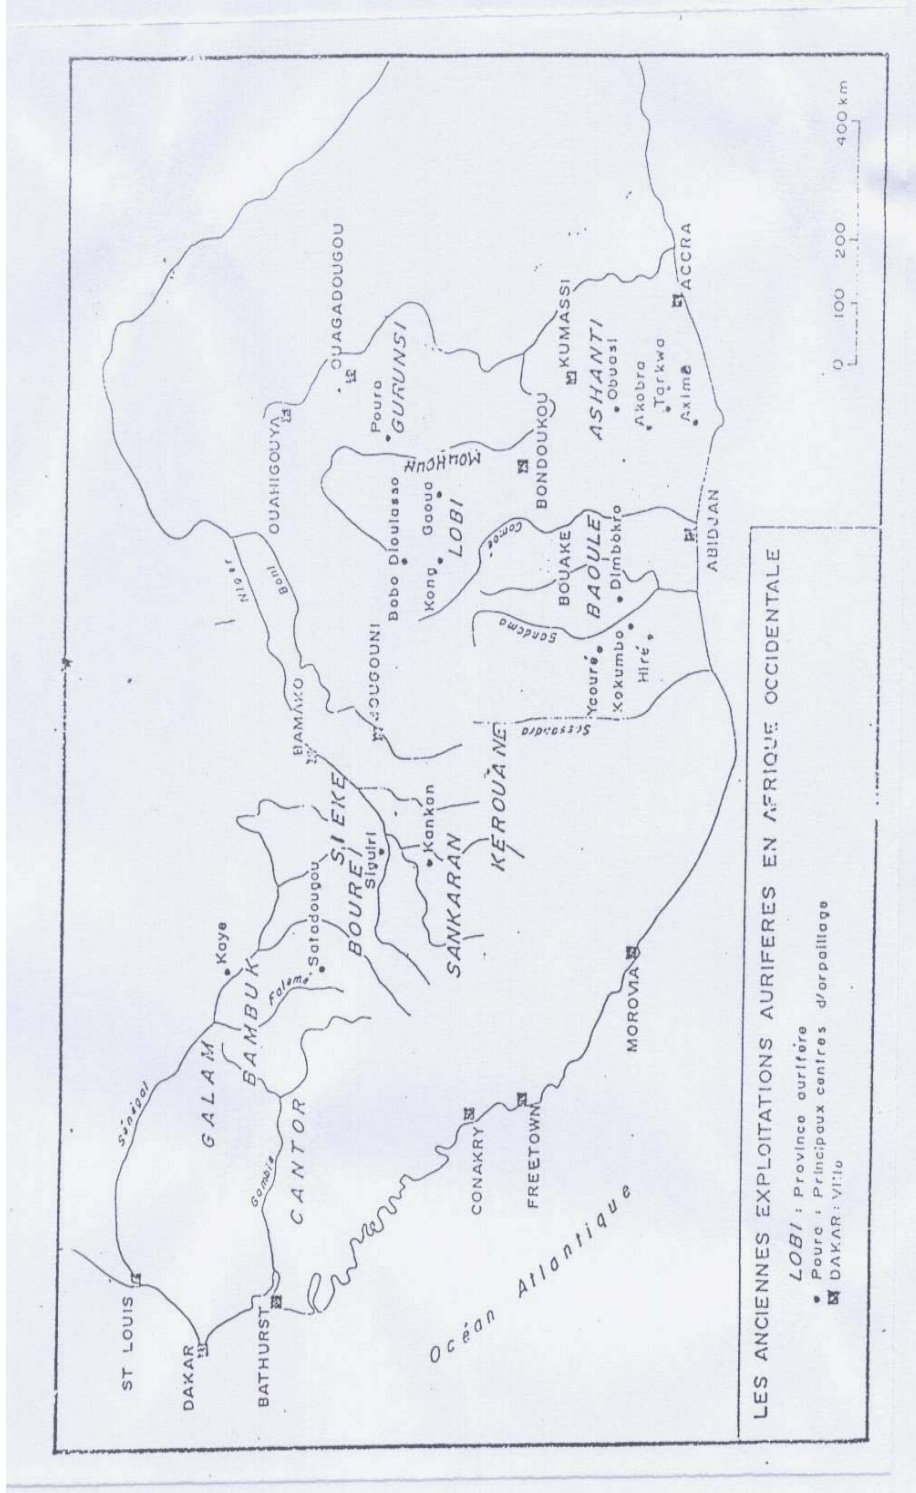 ST LOUIS
DAKAR
BATHURST
Sénégal
Gambie
GALAM
BAMBUK
CANTOR
Kaye
Satadougou
Falémé
SIEKE
BOUREI
Siguiri
SANKARAN
Kankan
KEROUANE
BAMAKO
BOUGOUNI
Niger
Bani
OUAHIGOUYA
OUAGADOUGOU
Poura
GURUNSI
MOUHOUN
Bobo Dioulasso
Kong
Gaoua
LOBI
Comoé
BONDOUKOU
KUMASSI
ASHANTI
Obuasi
Akobra
Tarkwa
Axime
ACCRA
BOUAKE
BAOULE
Dimbokro
Yaouré
Kokumbo
Hiré
Sassandra
ABIDJAN
CONAKRY
FREETOWN
MOROVIA
Océan Atlantique
0 100 200 400 km
LES ANCIENNES EXPLOITATIONS AURIFERES EN AFRIQUE OCCIDENTALE
LOBI : Province aurifère
Poura : Principaux centres d'orpaillage
DAKAR : Ville